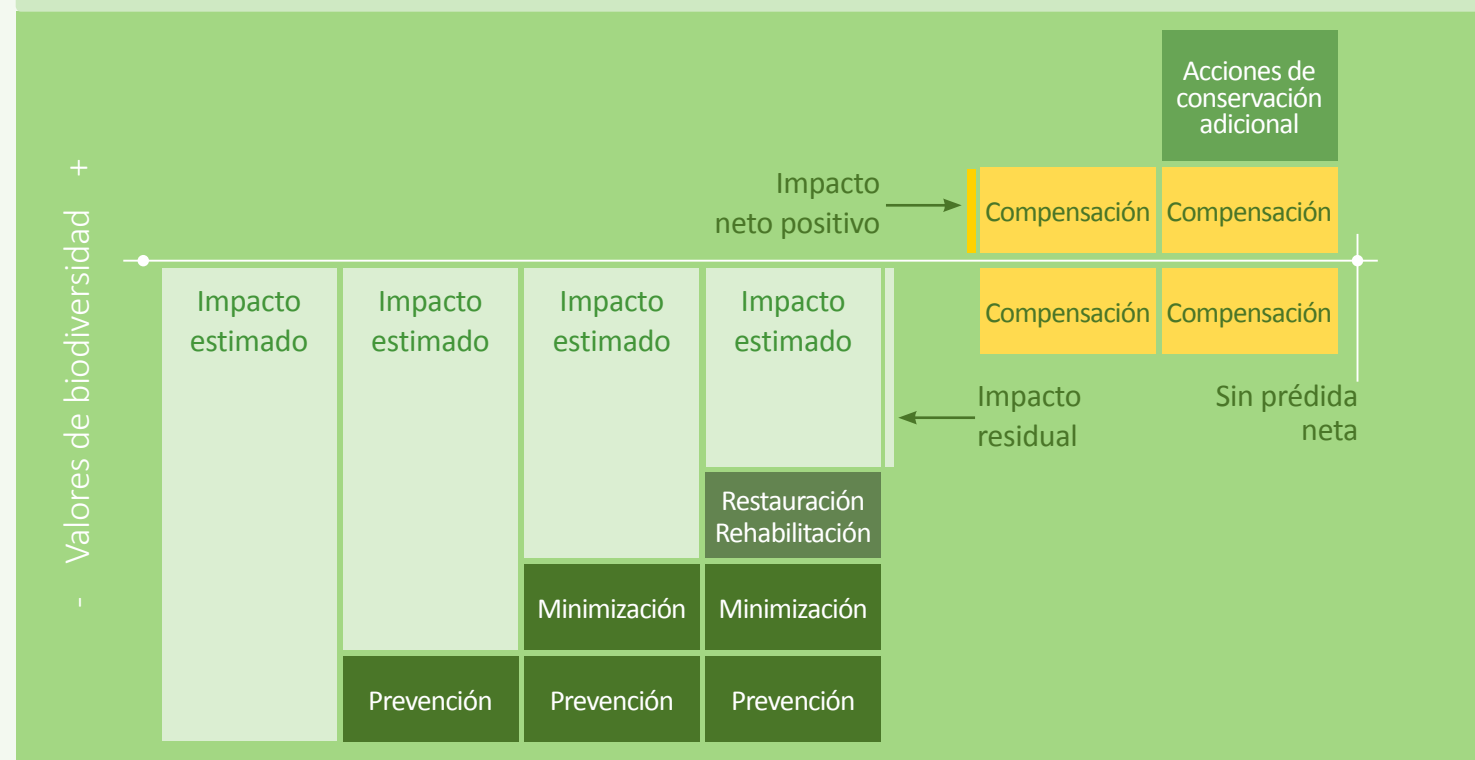 Acciones de
conservación
adicional
Impacto
neto positivo
Compensación
Compensación
+
Valores de biodiversidad
-
Impacto
estimado
Impacto
estimado
Impacto
estimado
Impacto
estimado
Compensación
Compensación
Impacto
residual
Sin prédida
neta
Restauración
Rehabilitación
Minimización
Minimización
Prevención
Prevención
Prevención